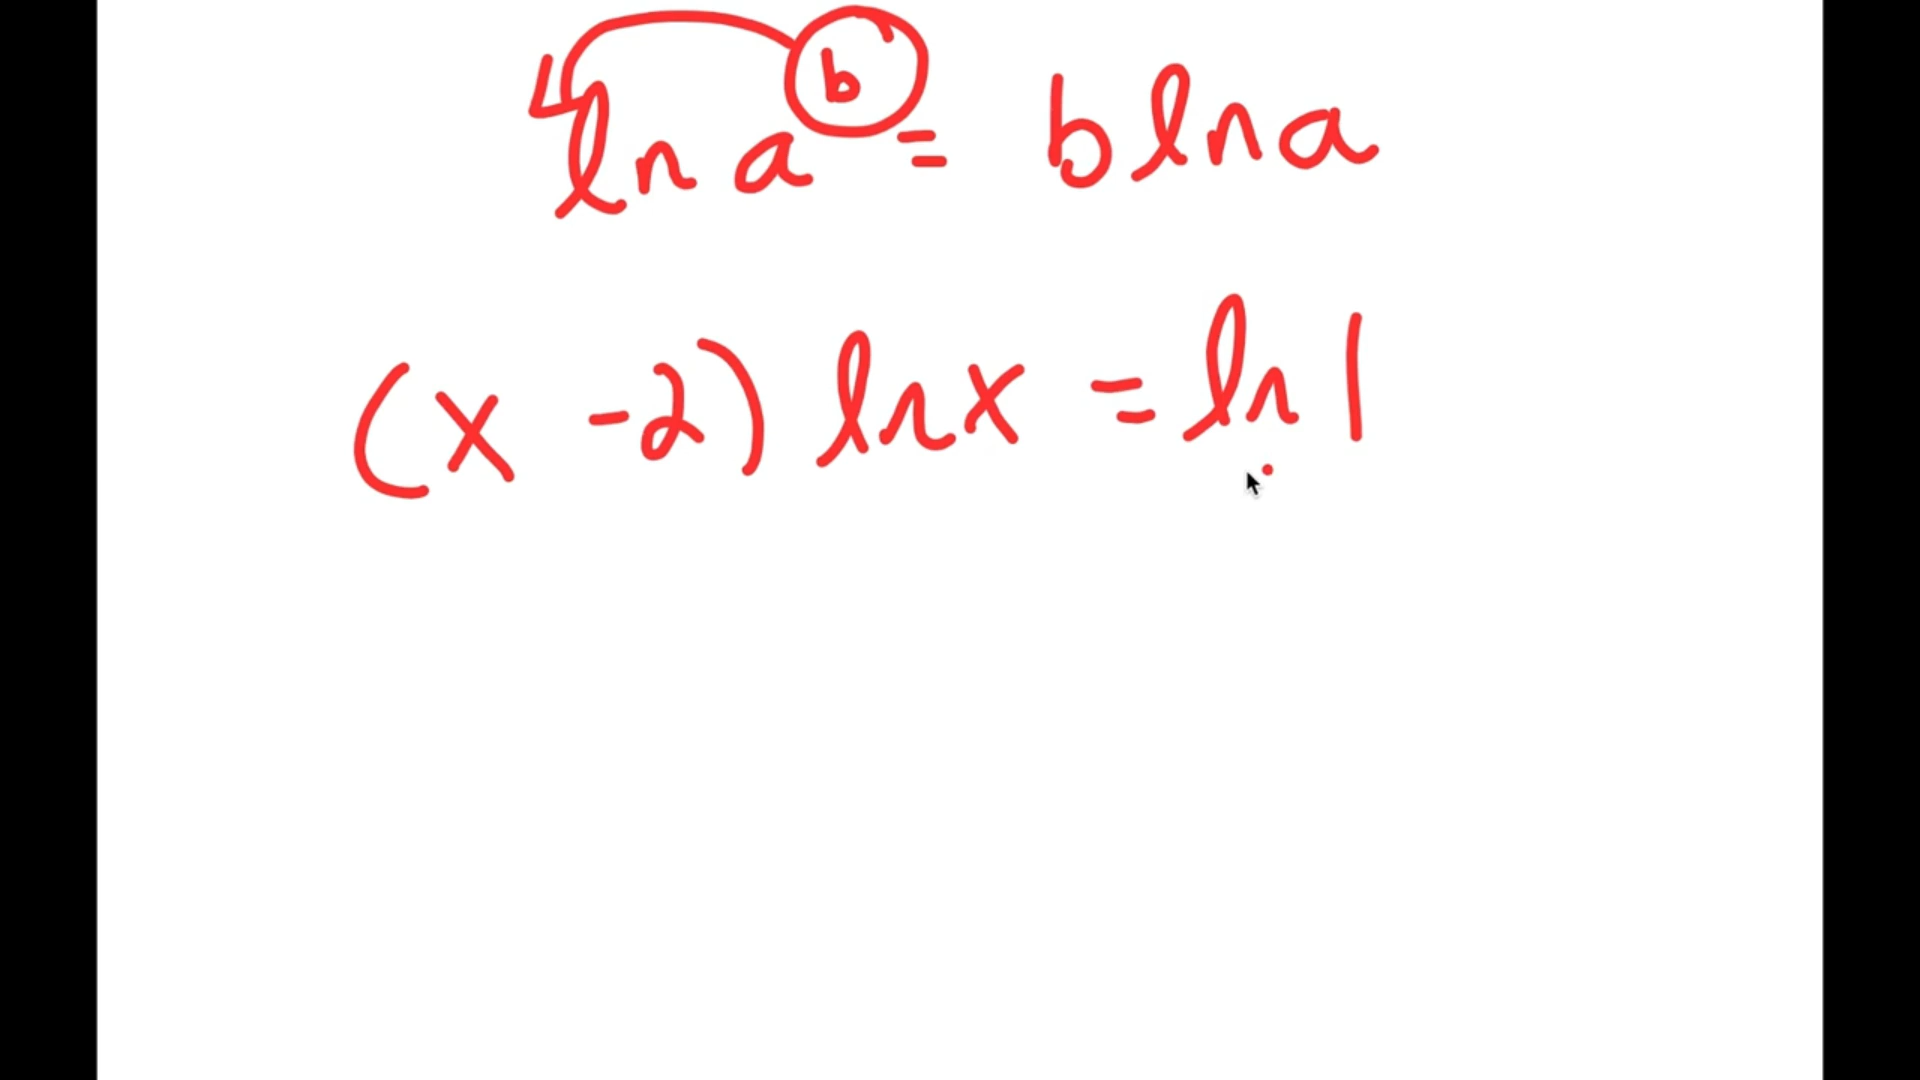 ln a^b = b ln a
(x - 2) ln x = ln 1